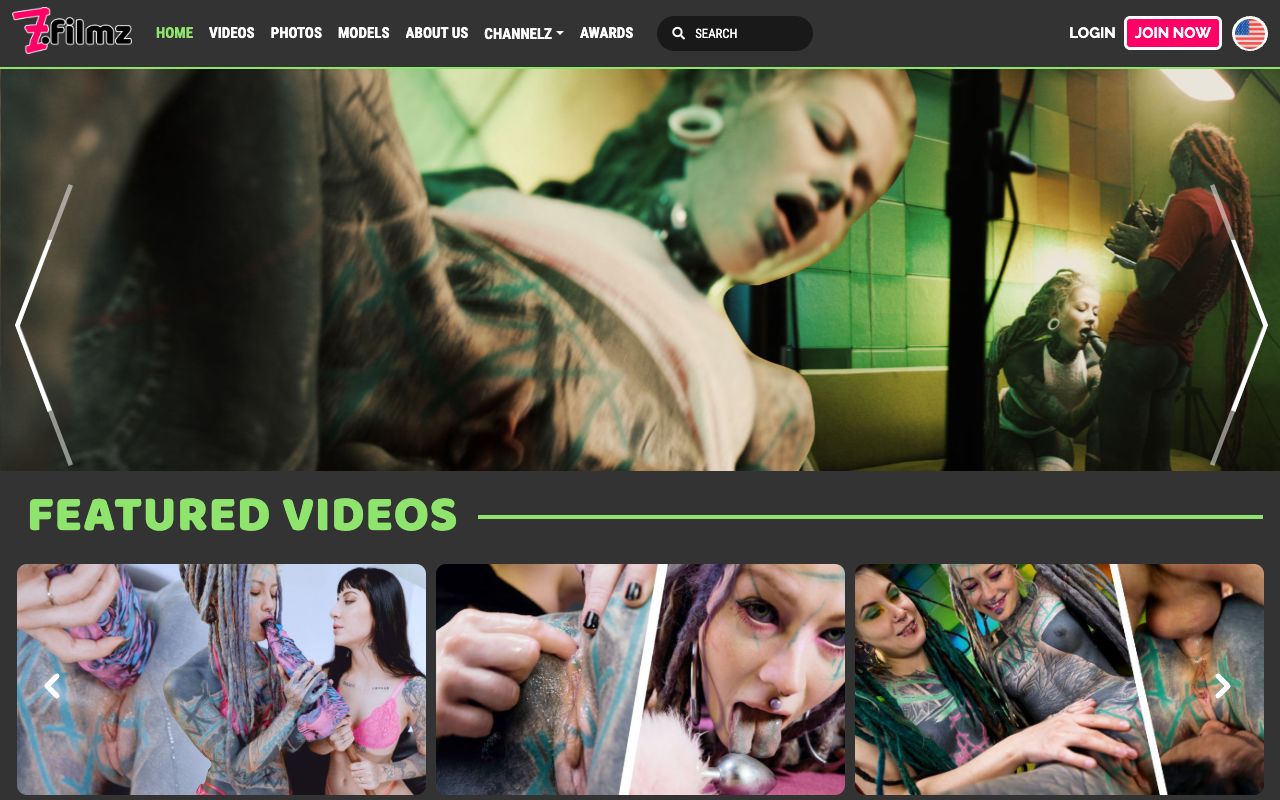 Z.Filmz
HOME VIDEOS PHOTOS MODELS ABOUT US CHANNELZ AWARDS SEARCH LOGIN JOIN NOW
FEATURED VIDEOS